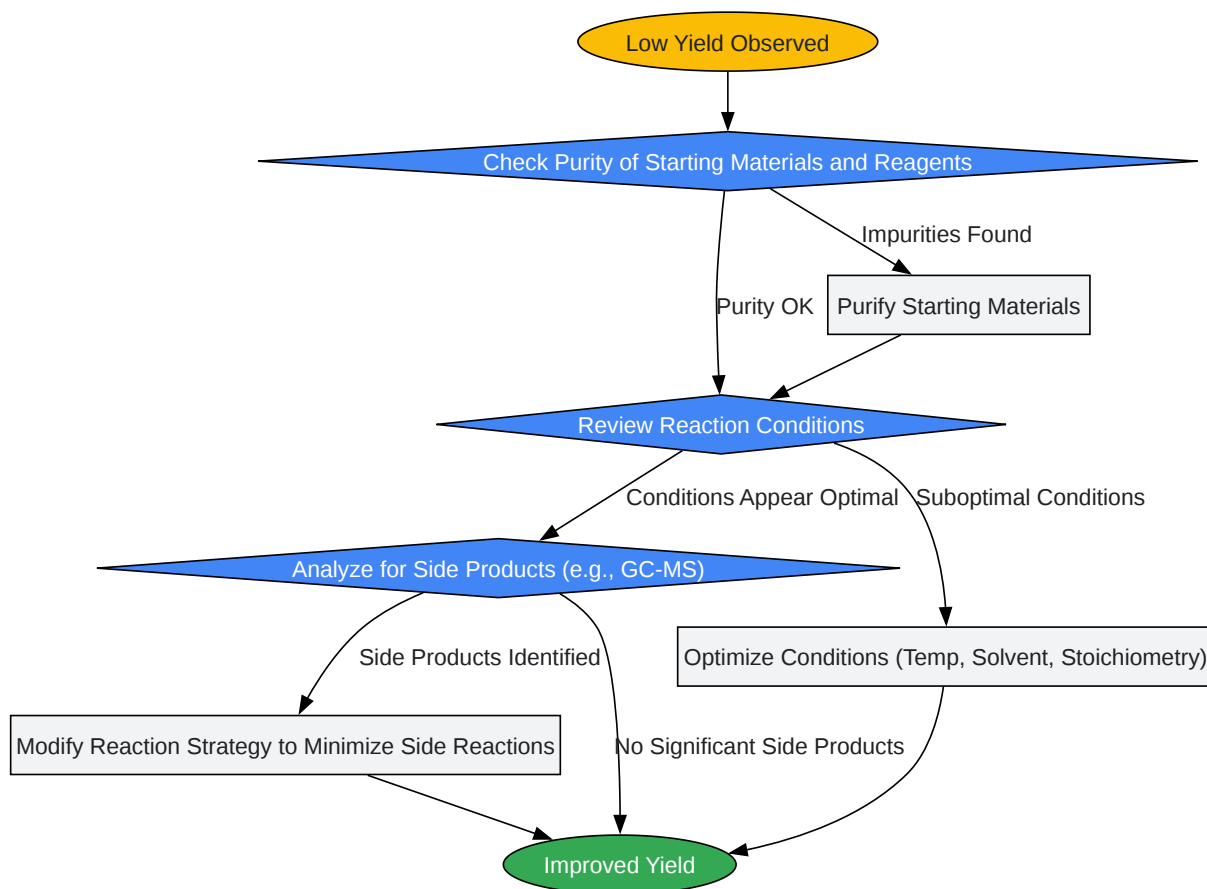 Low Yield Observed
Check Purity of Starting Materials and Reagents
Impurities Found
Purity OK
Purify Starting Materials
Review Reaction Conditions
Conditions Appear Optimal
Suboptimal Conditions
Analyze for Side Products (e.g., GC-MS)
Side Products Identified
Optimize Conditions (Temp, Solvent, Stoichiometry)
Modify Reaction Strategy to Minimize Side Reactions
No Significant Side Products
Improved Yield